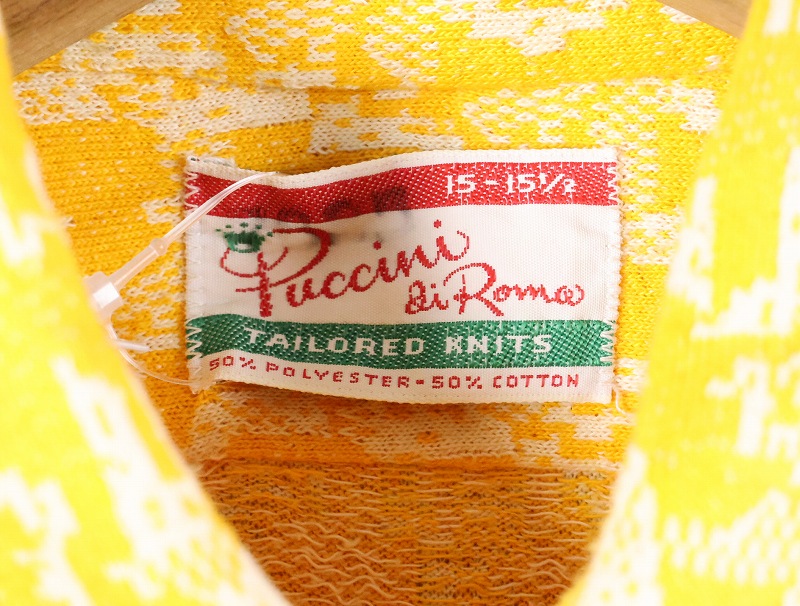 15-15½
Puccini
di Roma
TAILORED KNITS
50% POLYESTER-50% COTTON